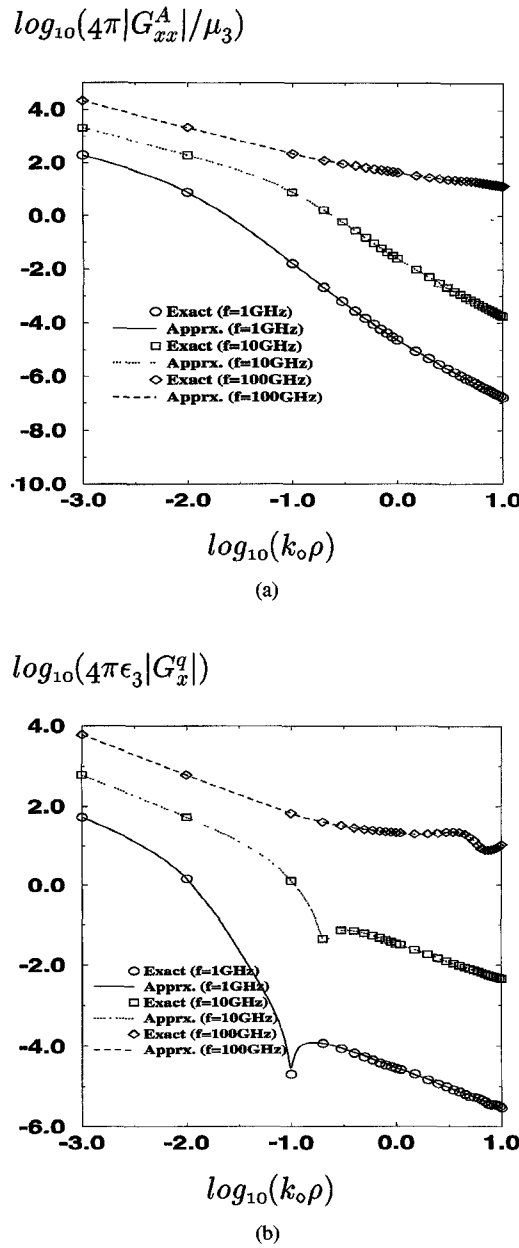 log₁₀(4π|G^A_xx|/μ₃)
4.0
2.0
0.0
-2.0
-4.0
-6.0
-8.0
10.0
Exact (f=1GHz)
Apprx. (f=1GHz)
Exact (f=10GHz)
Apprx. (f=10GHz)
Exact (f=100GHz)
Apprx. (f=100GHz)
-3.0 -2.0 -1.0 0.0 1.0
log₁₀(k₀ρ)
(a)
log₁₀(4πϵ₃|G^q_x|)
4.0
2.0
0.0
-2.0
-4.0
-6.0
Exact (f=1GHz)
Apprx. (f=1GHz)
Exact (f=10GHz)
Apprx. (f=10GHz)
Exact (f=100GHz)
Apprx. (f=100GHz)
-3.0 -2.0 -1.0 0.0 1.0
log₁₀(k₀ρ)
(b)